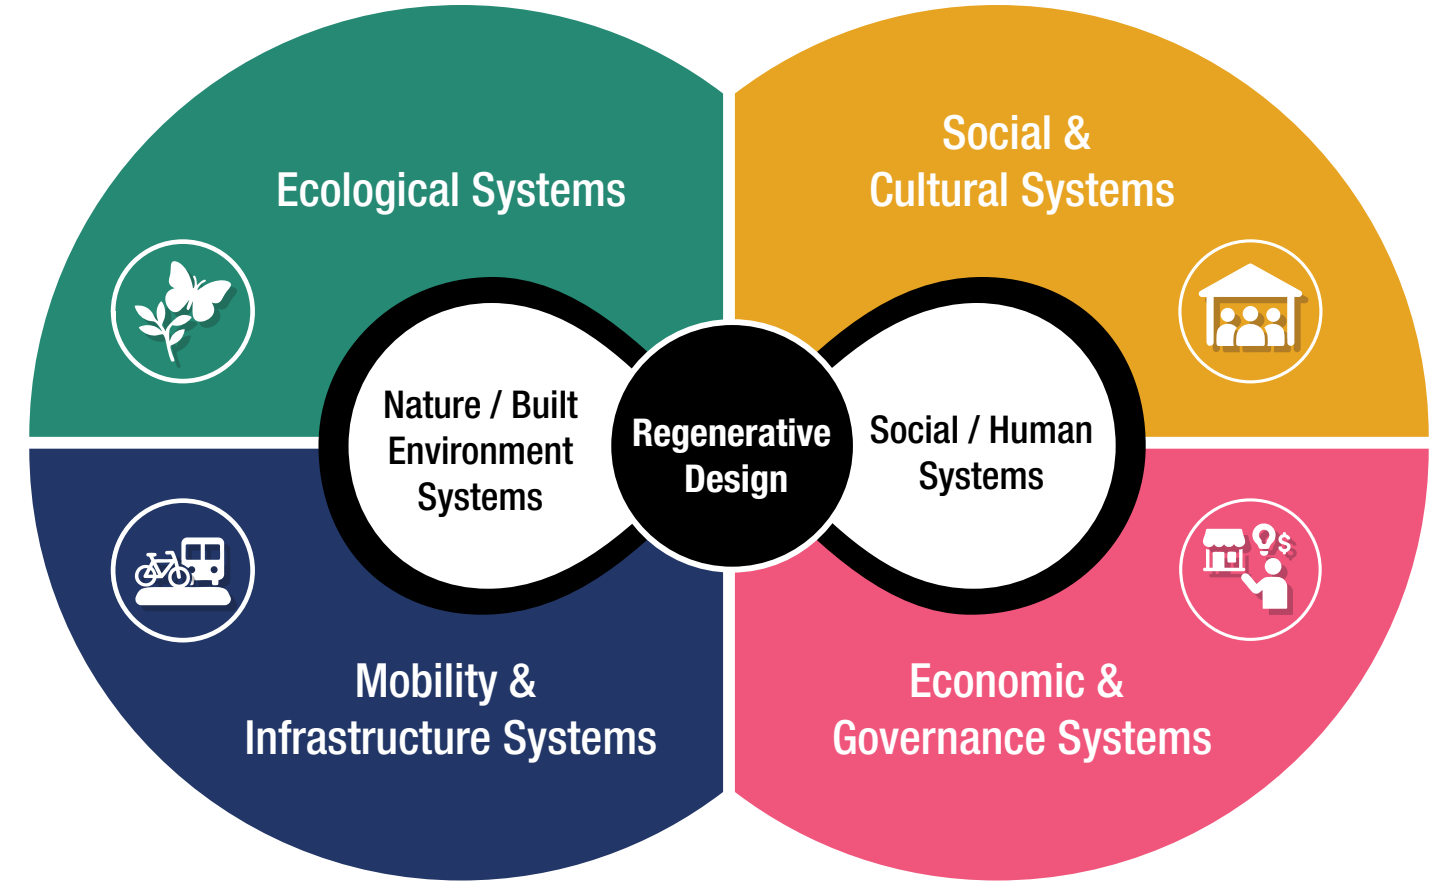 Ecological Systems
Social &
Cultural Systems
Nature / Built
Environment
Systems
Regenerative
Design
Social / Human
Systems
$
Mobility &
Infrastructure Systems
Economic &
Governance Systems